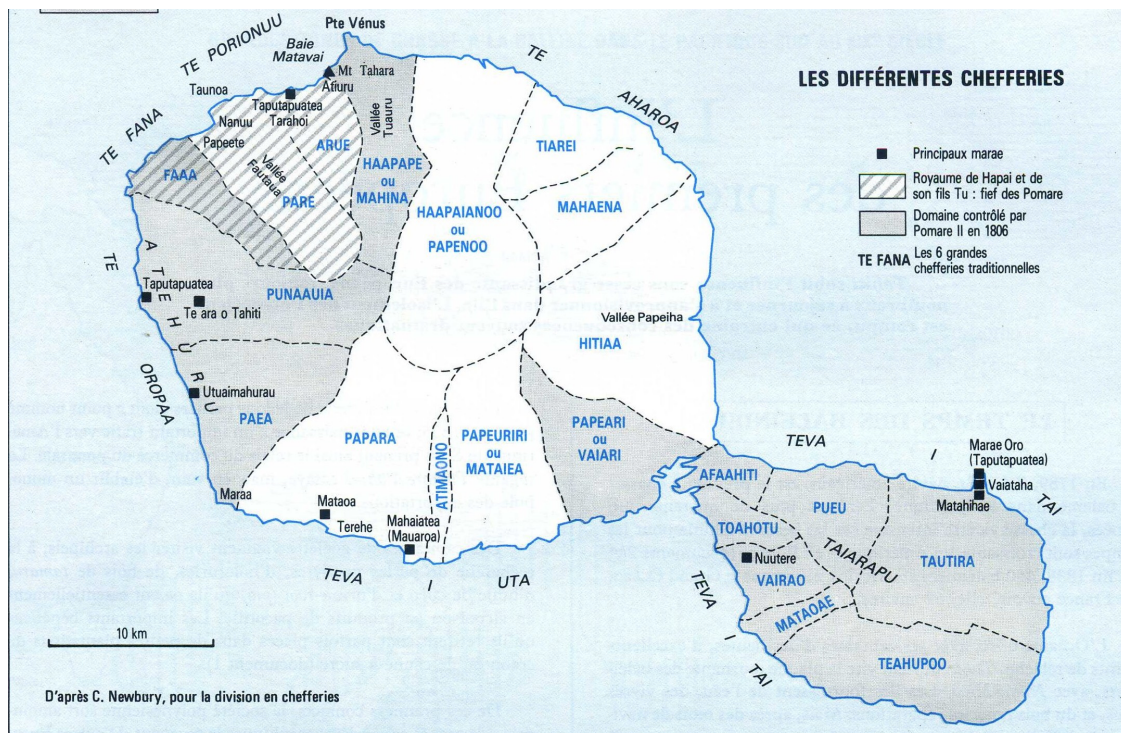 LES DIFFÉRENTES CHEFFERIES
Principaux marae
Royaume de Hapai et de
son fils Tu : fief des Pomare
Domaine contrôlé par
Pomare II en 1806
TE FANA
Les 6 grandes
chefferies traditionnelles
Pte Vénus
Baie
Matavai
TE PORIONUU
Mt Tahara
Afiuru
Taunoa
Taputapuatea
Tarahoi
Nanuu
Papeete
Vallée
Fautaua
Vallée
Tuauru
TE FANA
FAAA
PARE
ARUE
HAAPAPE
ou
MAHINA
TE
AHAROA
TIAREI
MAHAENA
HAAPAIANOO
ou
PAPENOO
TE
ATEHURU
Taputapuatea
Te ara o Tahiti
PUNAAUIA
Vallée Papeiha
HITIAA
Utuaimahurau
OROPAA
PAEA
PAPARA
ATIMAONO
PAPEURIRI
ou
MATAIEA
PAPEARI
ou
VAIARI
Maraa
Mataoa
Terehe
Mahaiatea
(Mauaroa)
TEVA
UTA
TEVA
I
TAI
Marae Oro
(Taputapuatea)
Vaiataha
Matahihae
AFAAHITI
PUEU
TOAHOTU
Nuutere
TAIARAPU
TAUTIRA
VAIRAO
MATAOAE
TEAHUPOO
TEVA
I
TAI
10 km
D'après C. Newbury, pour la division en chefferies